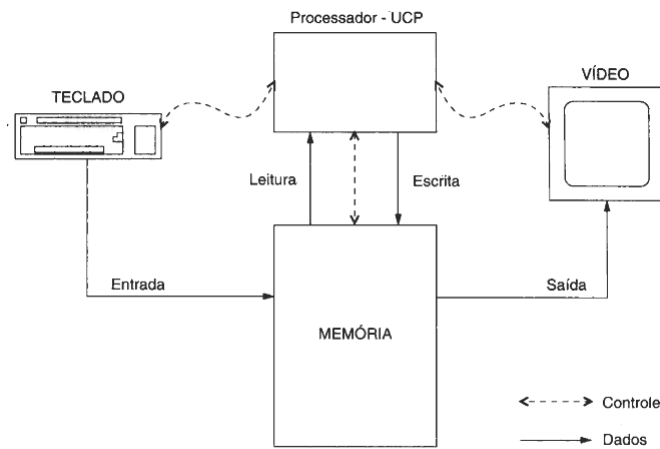 Processador - UCP
TECLADO
VÍDEO
Leitura
Escrita
Entrada
Saída
MEMÓRIA
Controle
Dados